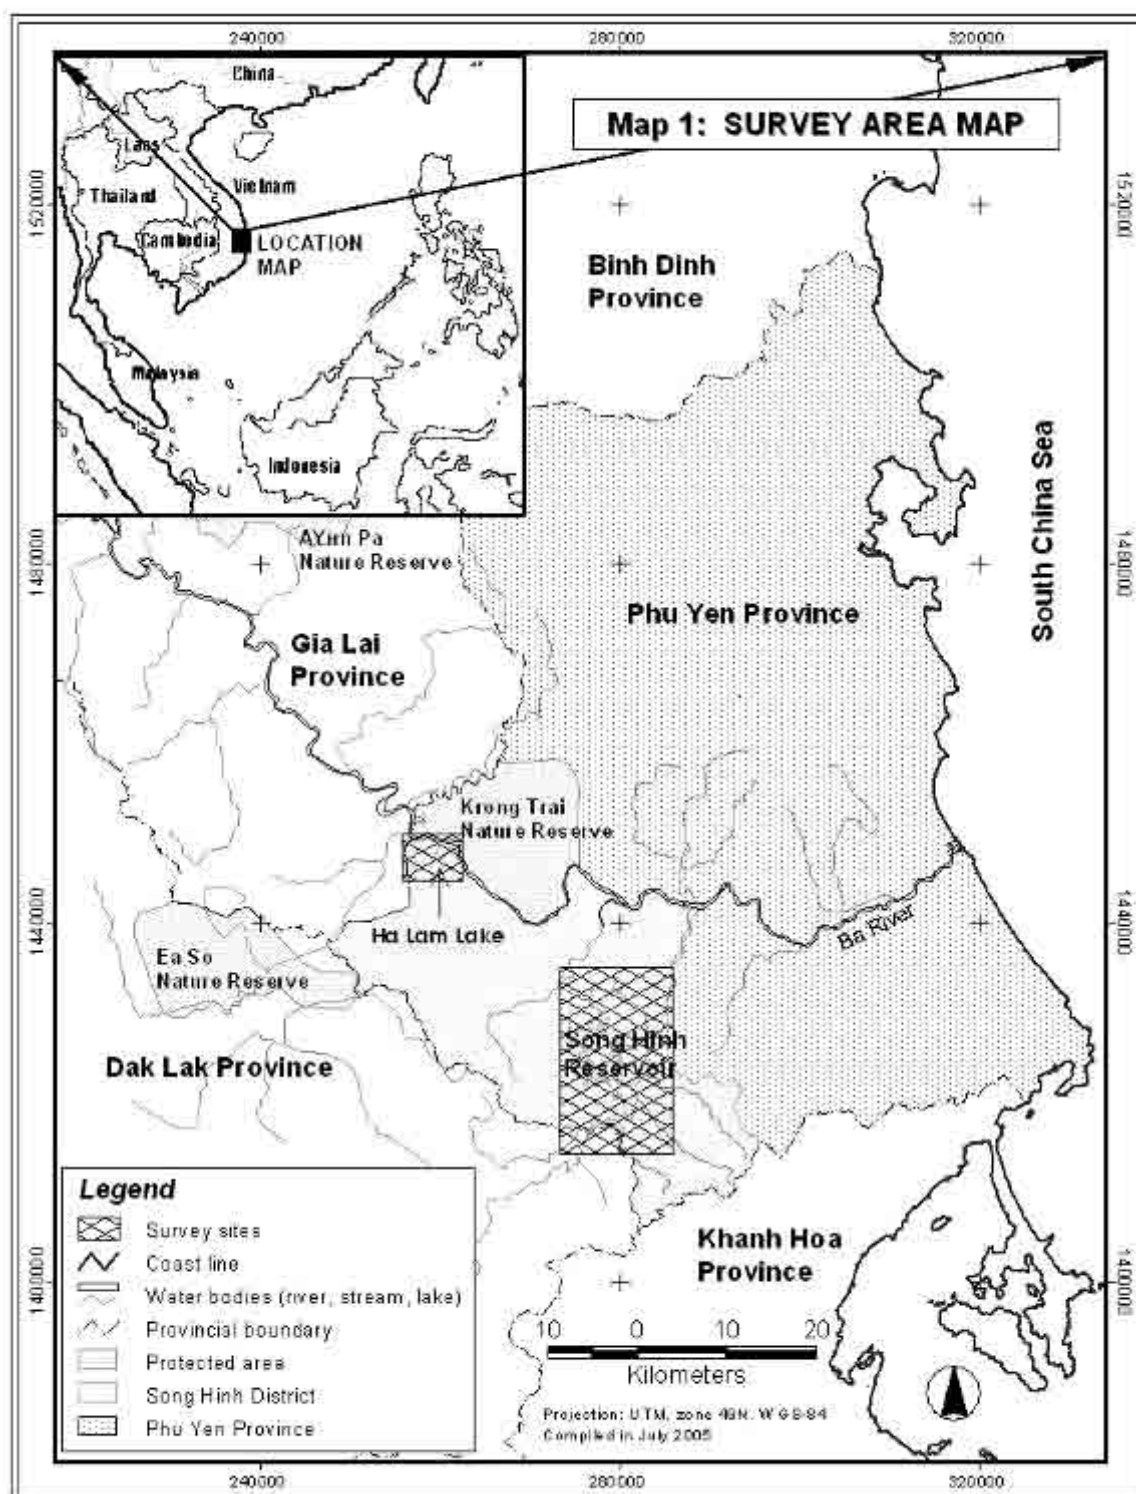 240000
280000
320000
Map 1: SURVEY AREA MAP
China
Laos
Vietnam
Thailand
Cambodia
LOCATION
MAP
Malaysia
Indonesia
1520000
1520000
Binh Dinh
Province
South China Sea
1480000
1480000
AYun Pa
Nature Reserve
Phu Yen Province
Gia Lai
Province
Krong Trai
Nature Reserve
Ha Lam Lake
1440000
1440000
Ba River
Ea So
Nature Reserve
Song Hinh
Reservoir
Dak Lak Province
Khanh Hoa
Province
1400000
1400000
Legend
Survey sites
Coast line
Water bodies (river, stream, lake)
Provincial boundary
Protected area
Song Hinh District
Phu Yen Province
10 0 10 20
Kilometers
Projection: UTM, zone 49N, WGS-84
Compiled in July 2005
240000
280000
320000